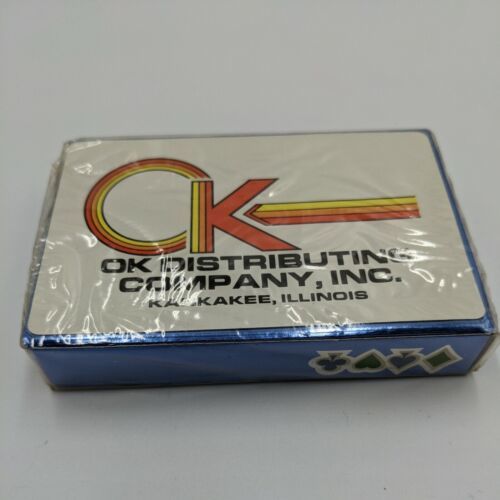 OK
OK DISTRIBUTING
COMPANY, INC.
KANKAKEE, ILLINOIS